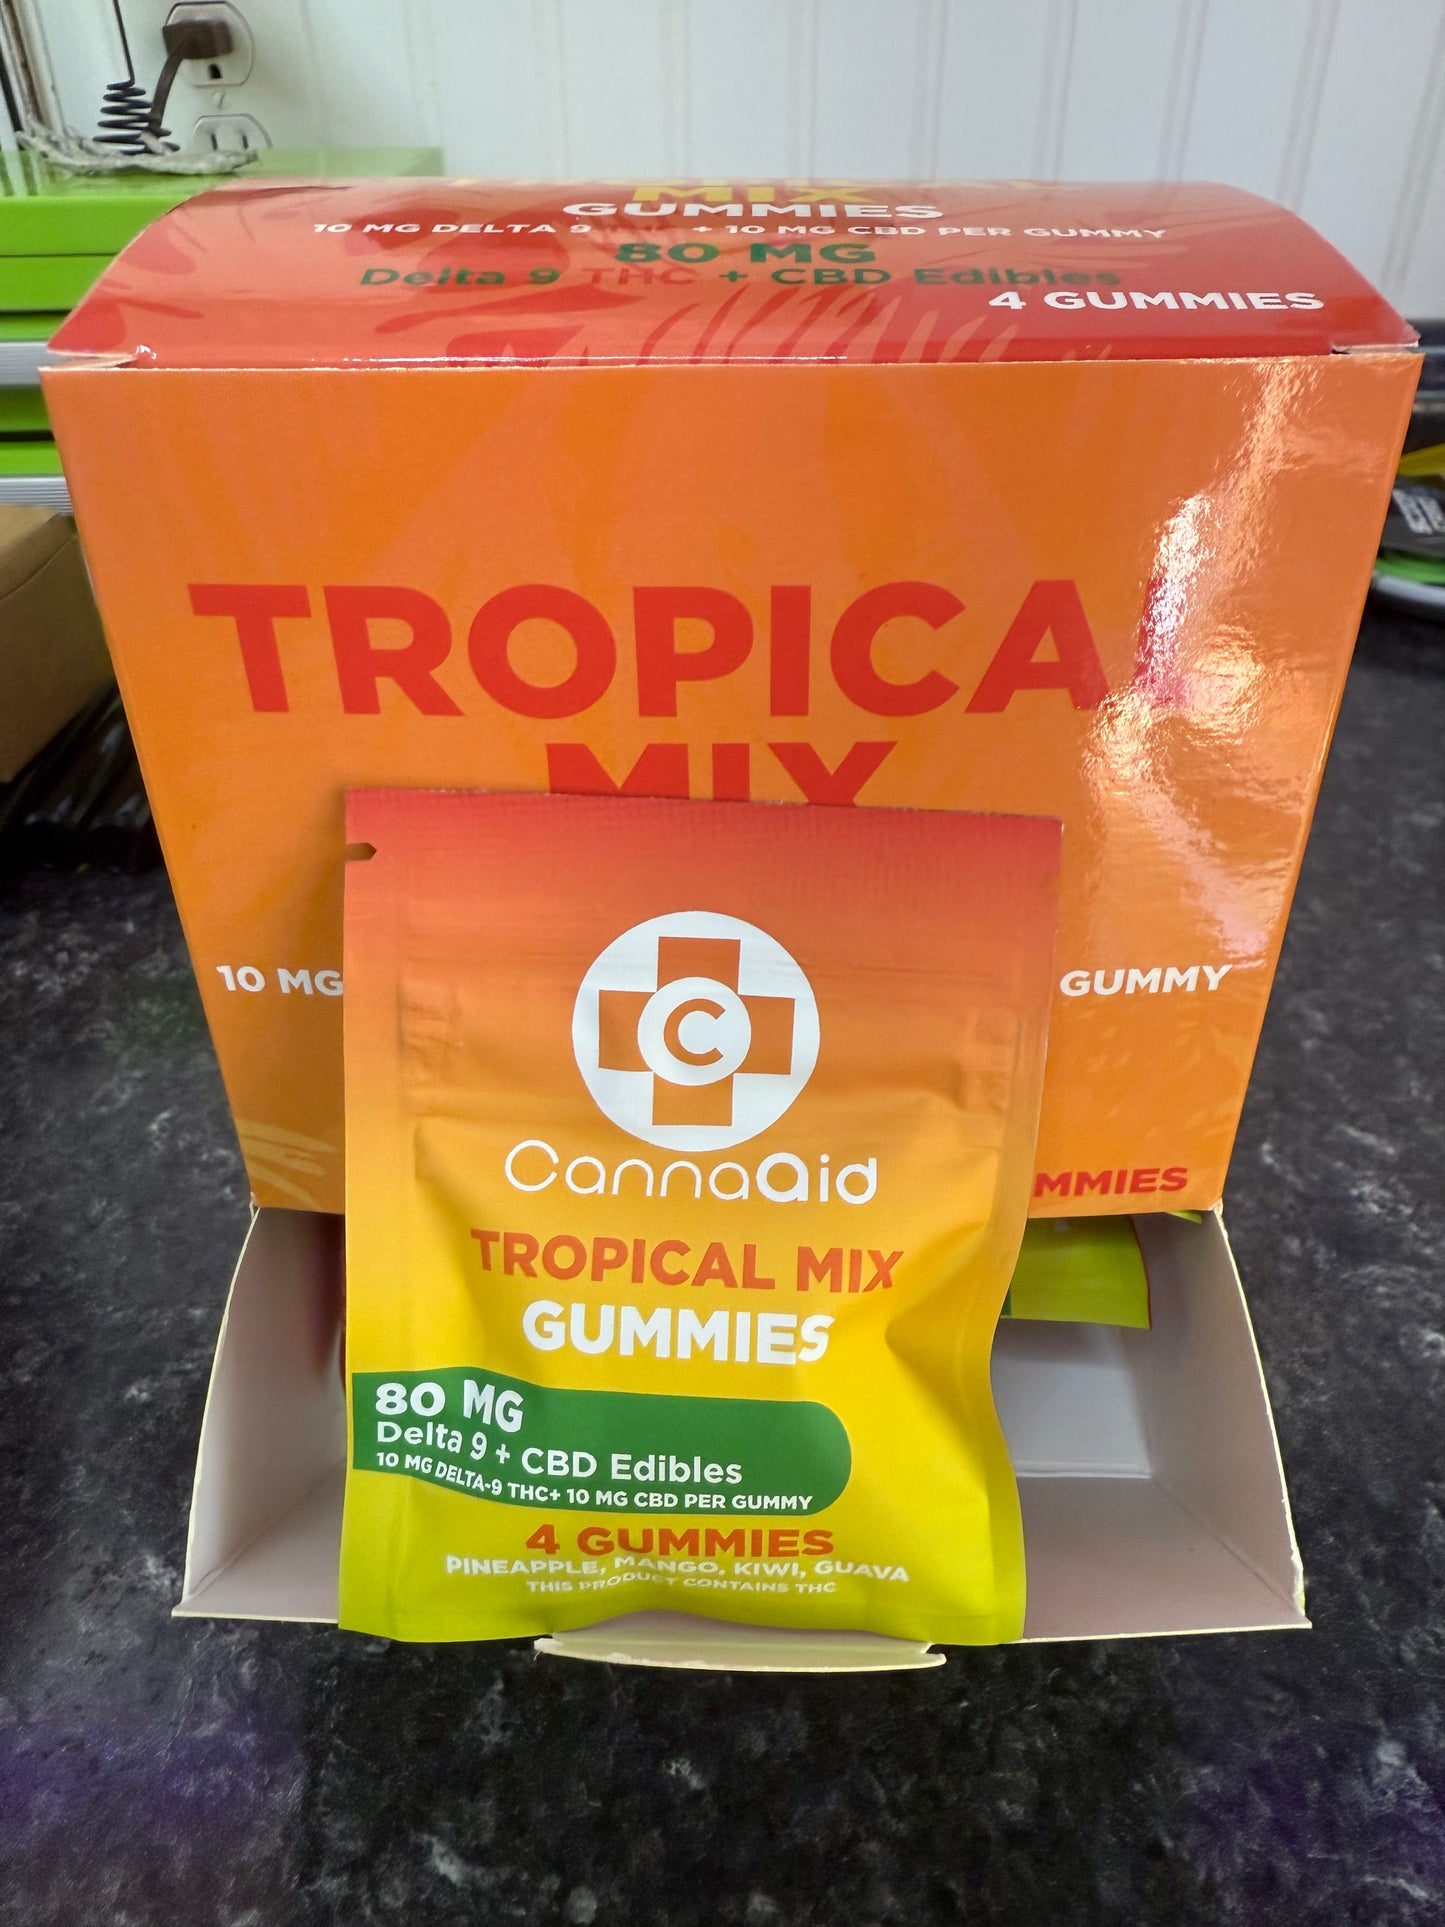 MIX
GUMMIES
10 MG DELTA 9 + 10 MG CBD PER GUMMY
80 MG
Delta 9 THC + CBD Edibles
4 GUMMIES
TROPICAL
MIX
10 MG GUMMY
C
CannaAid
TROPICAL MIX
GUMMIES
80 MG
Delta 9 + CBD Edibles
10 MG DELTA-9 THC+ 10 MG CBD PER GUMMY
4 GUMMIES
PINEAPPLE, MANGO, KIWI, GUAVA
THIS PRODUCT CONTAINS THC
MMIES